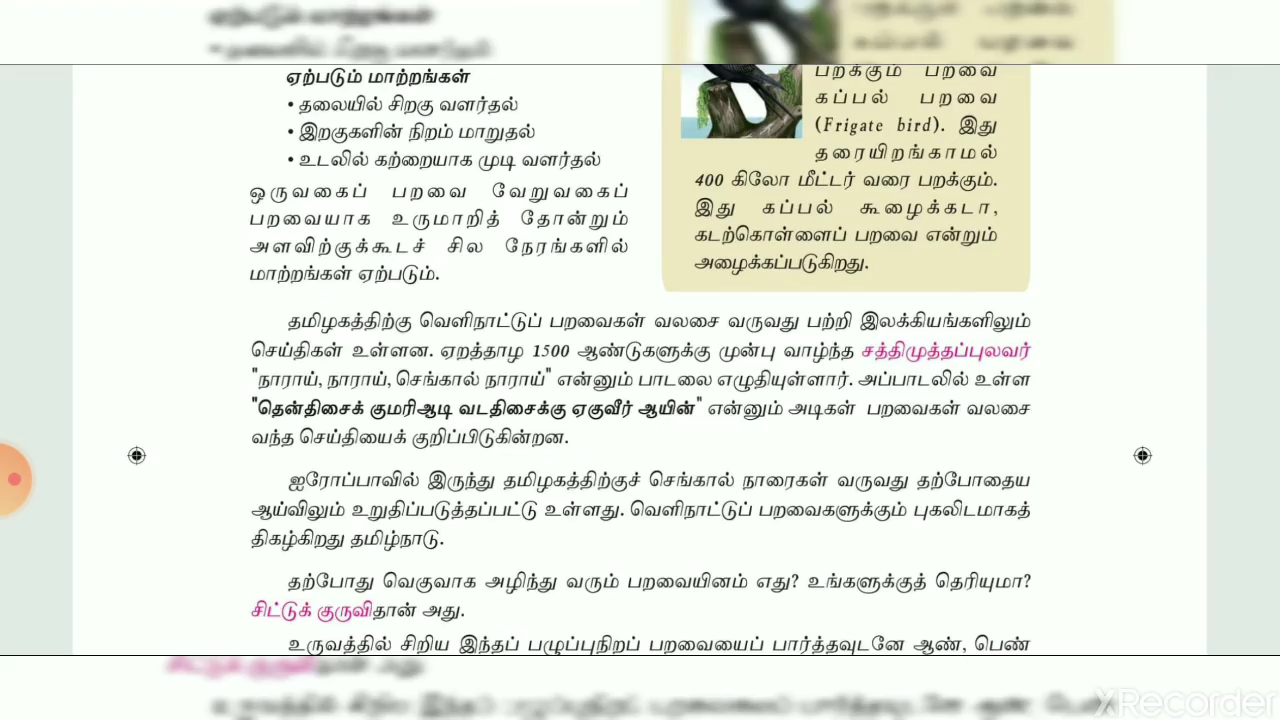 ஏற்படும் மாற்றங்கள்
• தலையில் சிறகு வளர்தல்
• இறகுகளின் நிறம் மாறுதல்
• உடலில் கற்றையாக முடி வளர்தல்
ஒருவகைப் பறவை வேறுவகைப்
பறவையாக உருமாறித் தோன்றும்
அளவிற்குக்கூடச் சில நேரங்களில்
மாற்றங்கள் ஏற்படும்.
பறக்கும் பறவை
கப்பல் பறவை
(Frigate bird). இது
தரையிறங்காமல்
400 கிலோ மீட்டர் வரை பறக்கும்.
இது கப்பல் கூழைக்கடா,
கடற்கொள்ளைப் பறவை என்றும்
அழைக்கப்படுகிறது.
தமிழகத்திற்கு வெளிநாட்டுப் பறவைகள் வலசை வருவது பற்றி இலக்கியங்களிலும்
செய்திகள் உள்ளன. ஏறத்தாழ 1500 ஆண்டுகளுக்கு முன்பு வாழ்ந்த சத்திமுத்தப்புலவர்
"நாராய், நாராய், செங்கால் நாராய்" என்னும் பாடலை எழுதியுள்ளார். அப்பாடலில் உள்ள
"தென்திசைக் குமரிஆடி வடதிசைக்கு ஏகுவீர் ஆயின்" என்னும் அடிகள் பறவைகள் வலசை
வந்த செய்தியைக் குறிப்பிடுகின்றன.
ஐரோப்பாவில் இருந்து தமிழகத்திற்குச் செங்கால் நாரைகள் வருவது தற்போதைய
ஆய்விலும் உறுதிப்படுத்தப்பட்டு உள்ளது. வெளிநாட்டுப் பறவைகளுக்கும் புகலிடமாகத்
திகழ்கிறது தமிழ்நாடு.
தற்போது வெகுவாக அழிந்து வரும் பறவையினம் எது? உங்களுக்குத் தெரியுமா?
சிட்டுக் குருவிதான் அது.
உருவத்தில் சிறிய இந்தப் பழுப்புநிறப் பறவையைப் பார்த்தவுடனே ஆண், பெண்
XRecorder